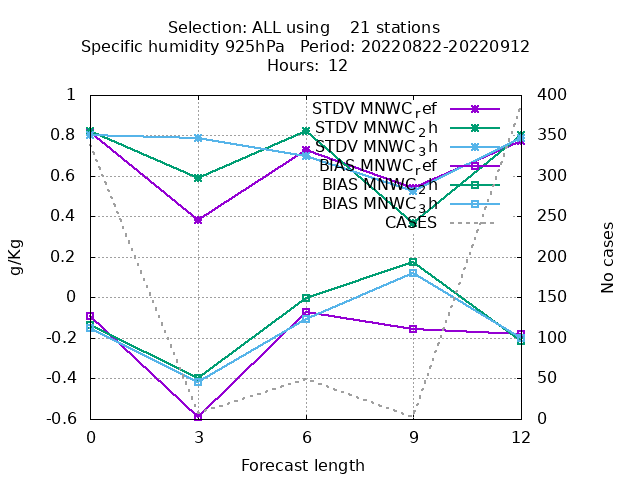 Selection: ALL using    21 stations
Specific humidity 925hPa   Period: 20220822-20220912
Hours:  12
STDV MNWC_ref
STDV MNWC_2h
STDV MNWC_3h
BIAS MNWC_ref
BIAS MNWC_2h
BIAS MNWC_3h
CASES
1
0.8
0.6
0.4
0.2
0
-0.2
-0.4
-0.6
g/Kg
400
350
300
250
200
150
100
50
0
No cases
0 3 6 9 12
Forecast length